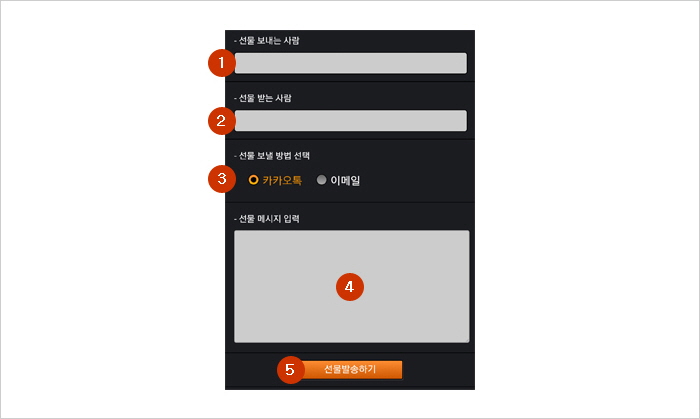 - 선물 보내는 사람
1
- 선물 받는 사람
2
- 선물 보낼 방법 선택
3 카카오톡 이메일
- 선물 메시지 입력
4
5 선물발송하기